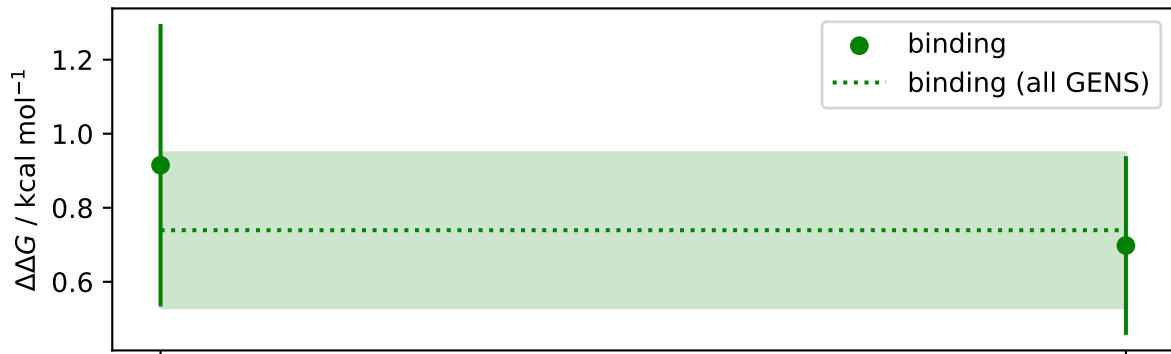 ΔΔG / kcal mol⁻¹
1.2
1.0
0.8
0.6
binding
binding (all GENS)